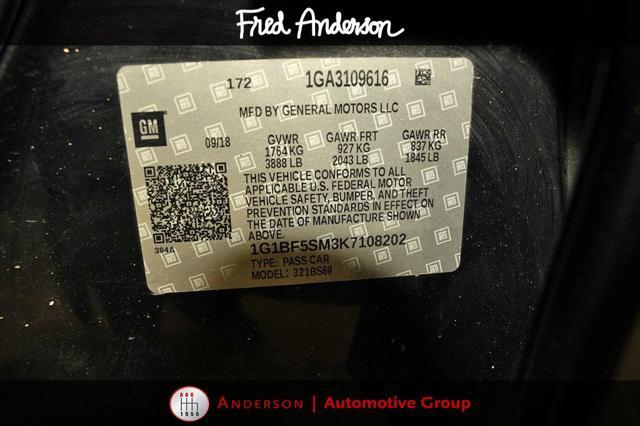 Fred Anderson
172 1GA3109616
MFD BY GENERAL MOTORS LLC
GM
09/18 GVWR GAWR FRT GAWR RR
1764 KG 927 KG 837 KG
3888 LB 2043 LB 1845 LB
THIS VEHICLE CONFORMS TO ALL
APPLICABLE U.S. FEDERAL MOTOR
VEHICLE SAFETY, BUMPER, AND THEFT
PREVENTION STANDARDS IN EFFECT ON
THE DATE OF MANUFACTURE SHOWN
ABOVE.
384A
1G1BF5SM3K7108202
TYPE: PASS CAR
MODEL: 321BS69
AAG
1958
ANDERSON | Automotive Group